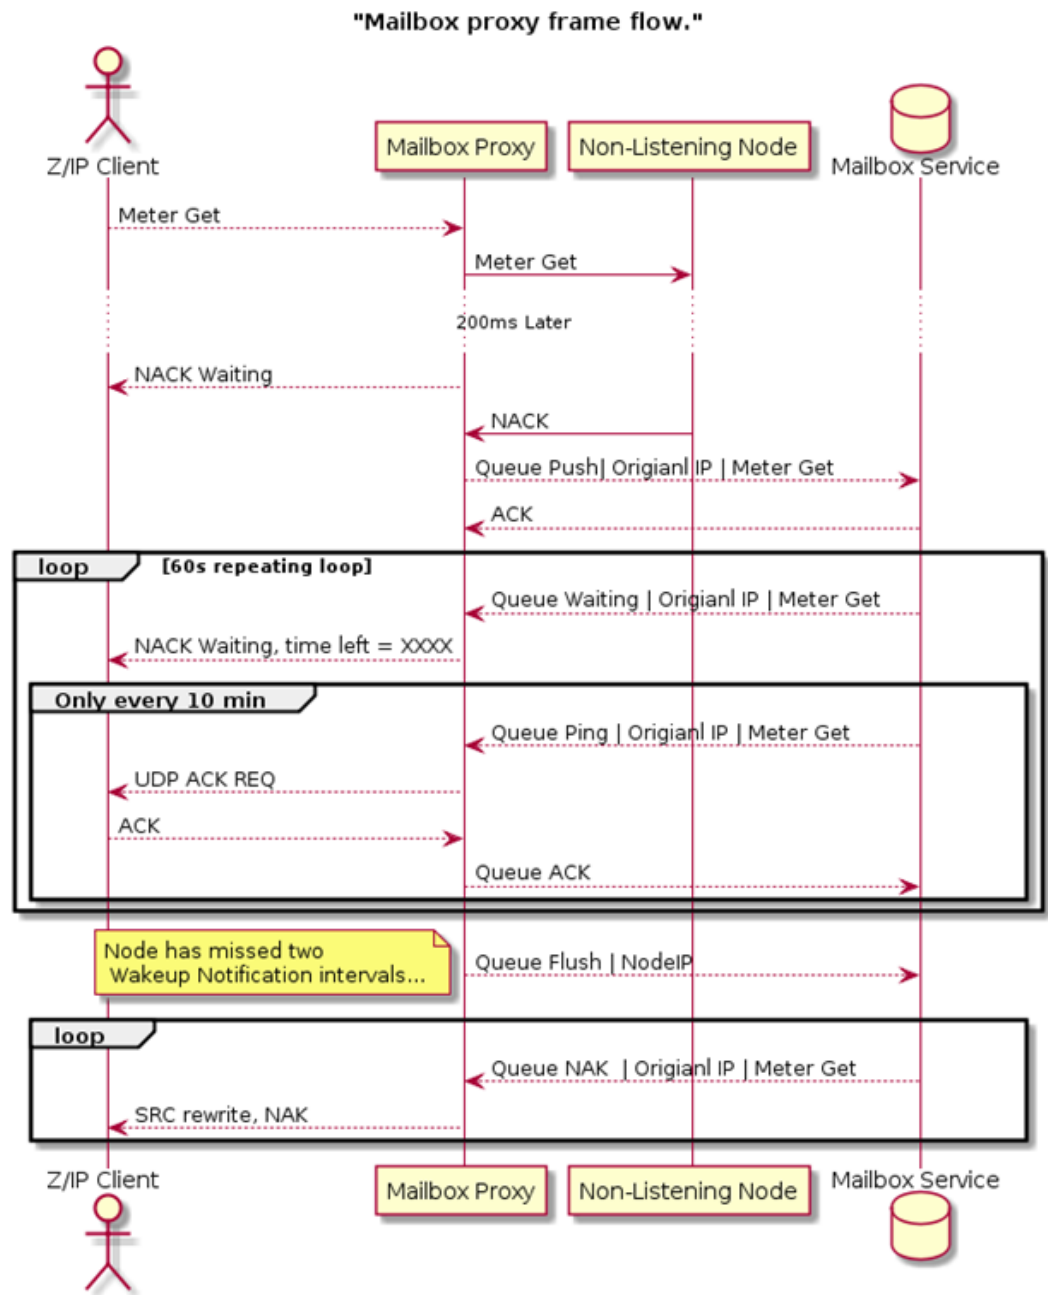 "Mailbox proxy frame flow."
Z/IP Client
Mailbox Proxy
Non-Listening Node
Mailbox Service
Meter Get
Meter Get
200ms Later
NACK Waiting
NACK
Queue Push| Origianl IP | Meter Get
ACK
loop [60s repeating loop]
Queue Waiting | Origianl IP | Meter Get
NACK Waiting, time left = XXXX
Only every 10 min
Queue Ping | Origianl IP | Meter Get
UDP ACK REQ
ACK
Queue ACK
Node has missed two
Wakeup Notification intervals...
Queue Flush | NodeIP
loop
Queue NAK | Origianl IP | Meter Get
SRC rewrite, NAK
Z/IP Client
Mailbox Proxy
Non-Listening Node
Mailbox Service